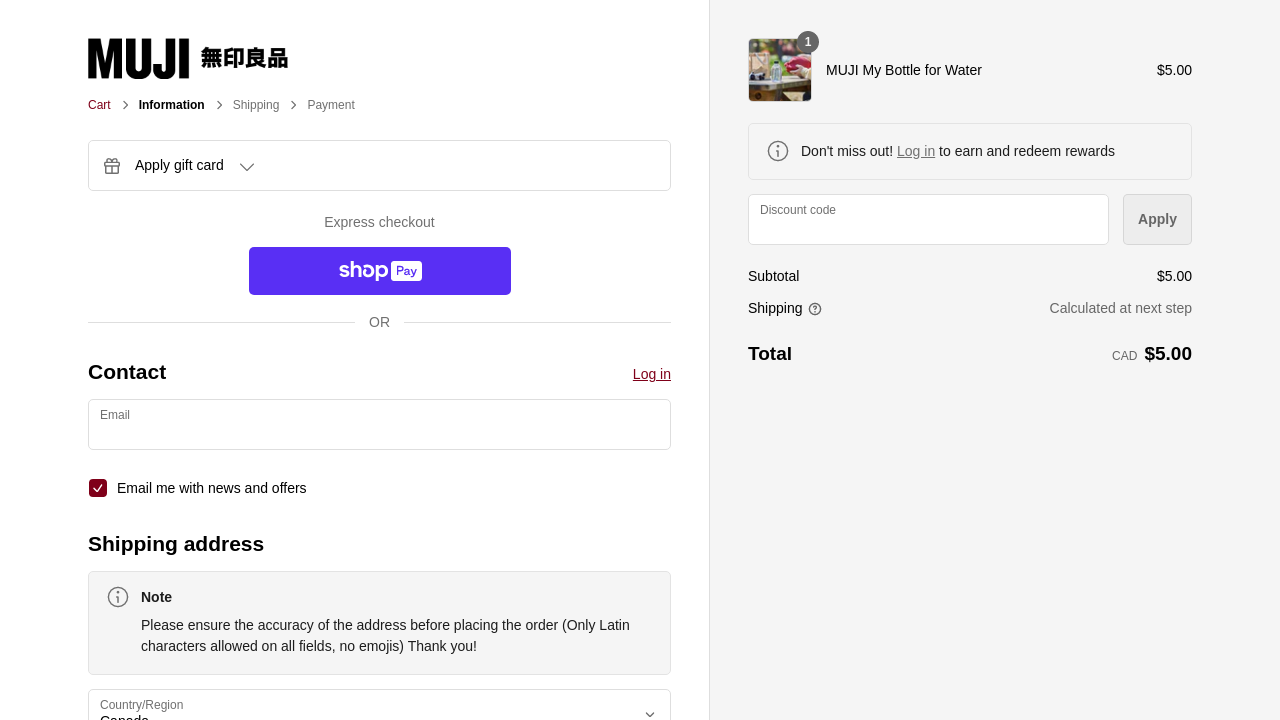 MUJI 無印良品
Cart
Information
Shipping
Payment
Apply gift card
Express checkout
shop Pay
OR
Contact
Log in
Email
Email me with news and offers
Shipping address
Note
Please ensure the accuracy of the address before placing the order (Only Latin
characters allowed on all fields, no emojis) Thank you!
Country/Region
Canada
1
MUJI My Bottle for Water
$5.00
Don't miss out! Log in to earn and redeem rewards
Discount code
Apply
Subtotal
$5.00
Shipping
Calculated at next step
Total
CAD $5.00